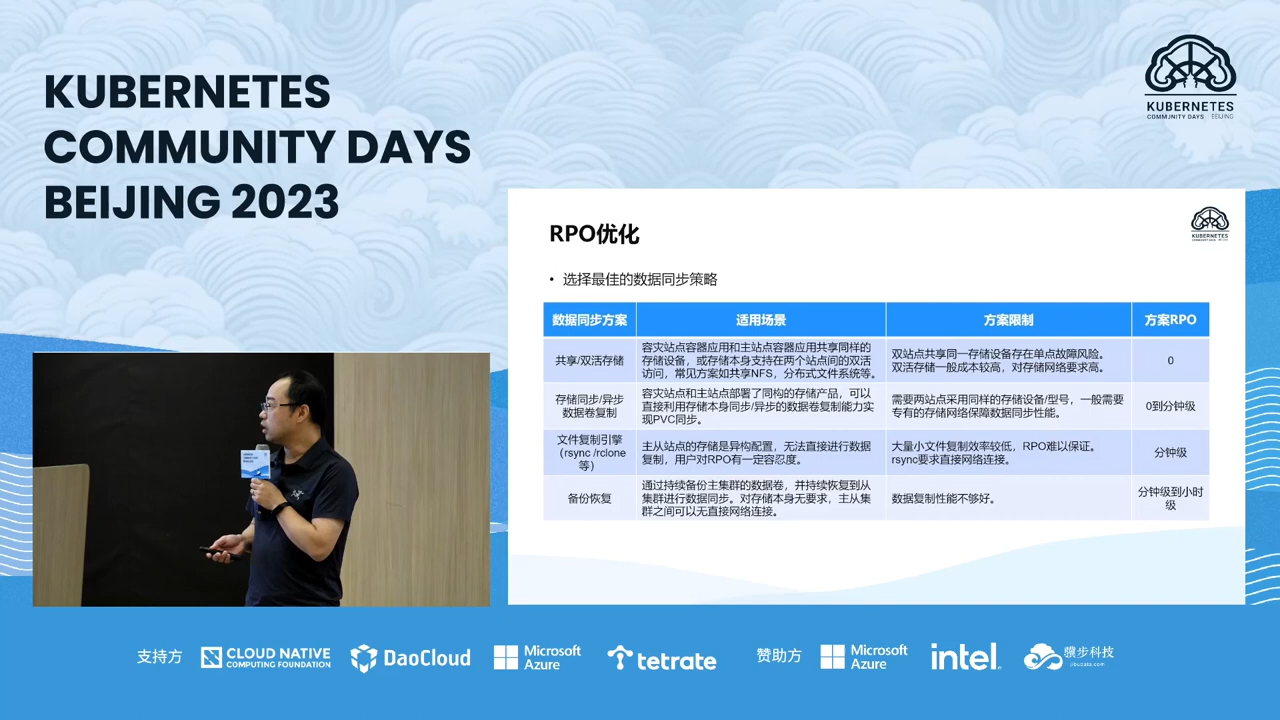 KUBERNETES
COMMUNITY DAYS
BEIJING 2023
KUBERNETES
COMMUNITY DAYS BEIJING
RPO优化
KUBERNETES
• 选择最佳的数据同步策略
数据同步方案 适用场景 方案限制 方案RPO
共享/双活存储
容灾站点容器应用和主站点容器应用共享同样的
存储设备，或存储本身支持在两个站点间的双活
访问，常见方案如共享NFS，分布式文件系统等。
双站点共享同一存储设备存在单点故障风险。
双活存储一般成本较高，对存储网络要求高。
0
存储同步/异步
数据卷复制
容灾站点和主站点部署了同构的存储产品，可以
直接利用存储本身同步/异步的数据卷复制能力实
现PVC同步。
需要两站点采用同样的存储设备/型号，一般需要
专有的存储网络保障数据同步性能。
0到分钟级
文件复制引擎
（rsync /rclone
等）
主从站点的存储是异构配置，无法直接进行数据
复制，用户对RPO有一定容忍度。
大量小文件复制效率较低，RPO难以保证。
rsync要求直接网络连接。
分钟级
备份恢复
通过持续备份主集群的数据卷，并持续恢复到从
集群进行数据同步。对存储本身无要求，主从集
群之间可以无直接网络连接。
数据复制性能不够好。
分钟级到小时
级
支持方
CLOUD NATIVE
COMPUTING FOUNDATION
DaoCloud
Microsoft
Azure
tetrate
赞助方
Microsoft
Azure
intel.
骥步科技
jibudata.com